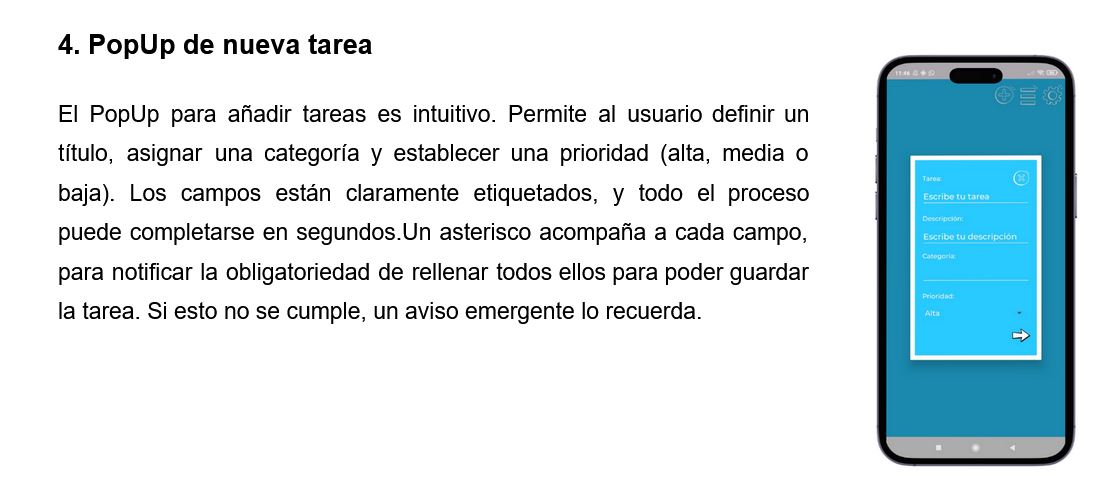 4. PopUp de nueva tarea
El PopUp para añadir tareas es intuitivo. Permite al usuario definir un
título, asignar una categoría y establecer una prioridad (alta, media o
baja). Los campos están claramente etiquetados, y todo el proceso
puede completarse en segundos.Un asterisco acompaña a cada campo,
para notificar la obligatoriedad de rellenar todos ellos para poder guardar
la tarea. Si esto no se cumple, un aviso emergente lo recuerda.
11:46
Tarea:
Escribe tu tarea
Descripción:
Escribe tu descripción
Categoría:
Prioridad:
Alta